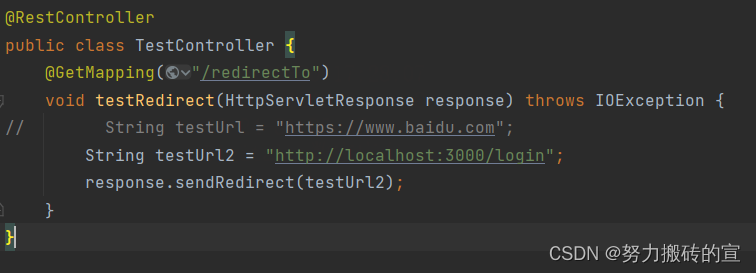 @RestController
public class TestController {
    @GetMapping("/redirectTo")
    void testRedirect(HttpServletResponse response) throws IOException {
//        String testUrl = "https://www.baidu.com";
        String testUrl2 = "http://localhost:3000/login";
        response.sendRedirect(testUrl2);
    }
}
CSDN @努力搬砖的宣